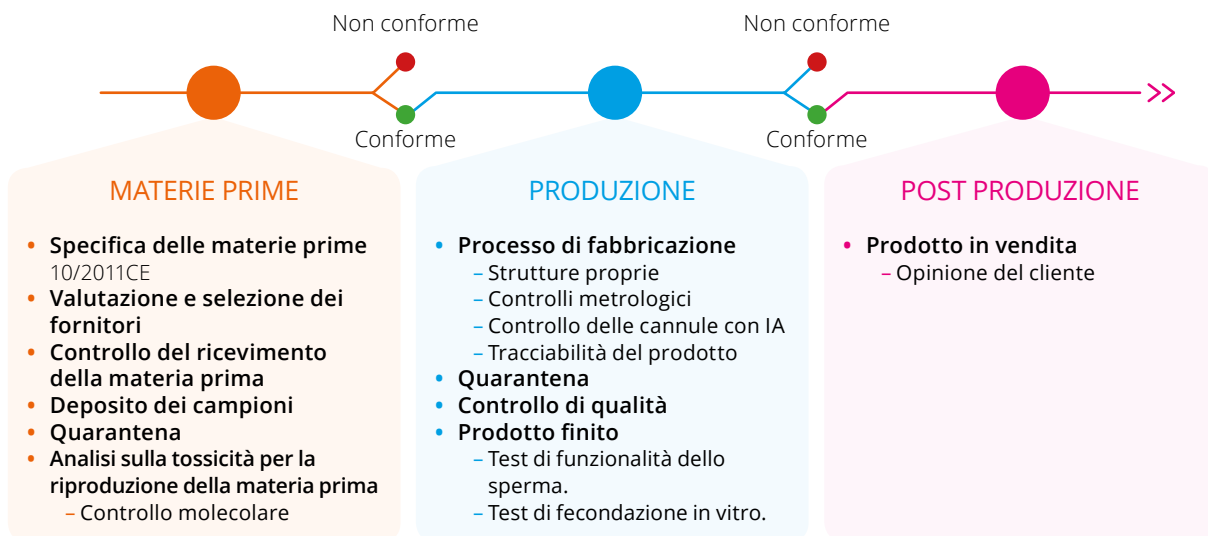 Non conforme
Conforme
Non conforme
Conforme
MATERIE PRIME
• Specifica delle materie prime
10/2011CE
• Valutazione e selezione dei
fornitori
• Controllo del ricevimento
della materia prima
• Deposito dei campioni
• Quarantena
• Analisi sulla tossicità per la
riproduzione della materia prima
– Controllo molecolare
PRODUZIONE
• Processo di fabbricazione
– Strutture proprie
– Controlli metrologici
– Controllo delle cannule con IA
– Tracciabilità del prodotto
• Quarantena
• Controllo di qualità
• Prodotto finito
– Test di funzionalità dello
sperma.
– Test di fecondazione in vitro.
POST PRODUZIONE
• Prodotto in vendita
– Opinione del cliente